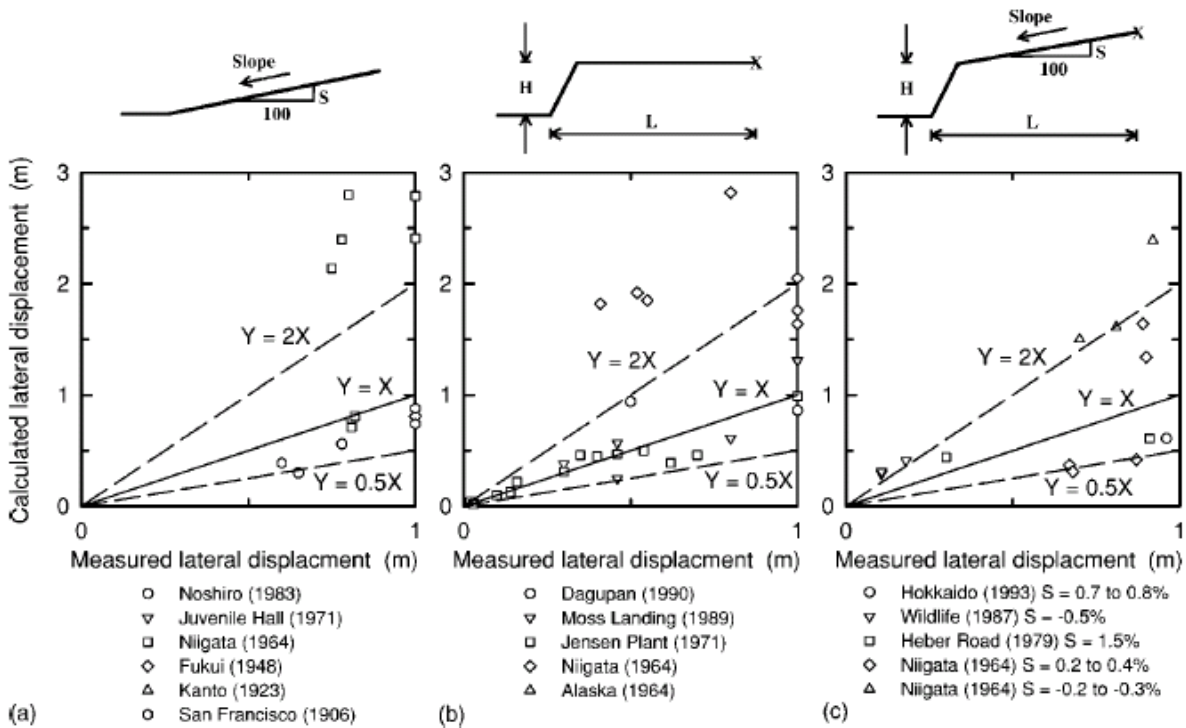 Slope
S
100
H
L
X
Slope
S
100
X
H
L
Calculated lateral displacement (m)
3
2
1
0
Y = 2X
Y = X
Y = 0.5X
0
1
Measured lateral displacment (m)
Noshiro (1983)
Juvenile Hall (1971)
Niigata (1964)
Fukui (1948)
Kanto (1923)
San Francisco (1906)
(a)
3
2
1
0
Y = 2X
Y = X
Y = 0.5X
0
1
Measured lateral displacment (m)
Dagupan (1990)
Moss Landing (1989)
Jensen Plant (1971)
Niigata (1964)
Alaska (1964)
(b)
3
2
1
0
Y = 2X
Y = X
Y = 0.5X
0
1
Measured lateral displacment (m)
Hokkaido (1993) S = 0.7 to 0.8%
Wildlife (1987) S = -0.5%
Heber Road (1979) S = 1.5%
Niigata (1964) S = 0.2 to 0.4%
Niigata (1964) S = -0.2 to -0.3%
(c)